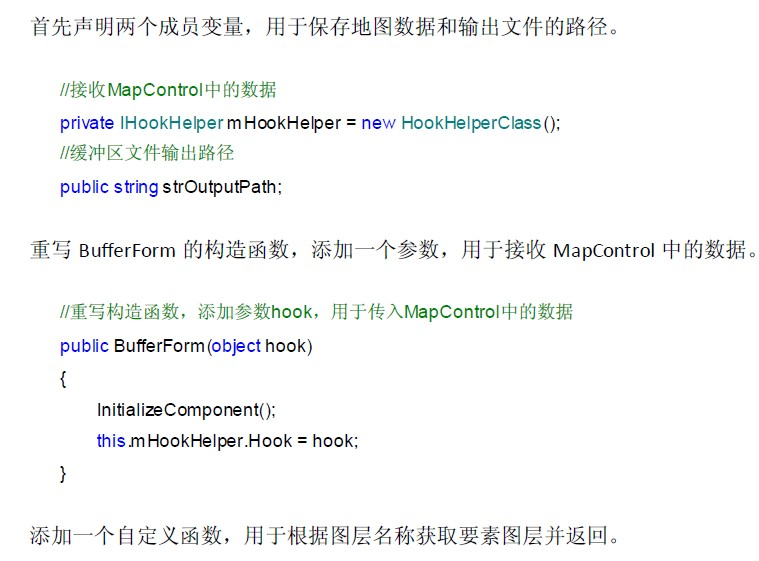 首先声明两个成员变量，用于保存地图数据和输出文件的路径。
//接收MapControl中的数据
private IHookHelper mHookHelper = new HookHelperClass();
//缓冲区文件输出路径
public string strOutputPath;
重写 BufferForm 的构造函数，添加一个参数，用于接收 MapControl 中的数据。
//重写构造函数，添加参数hook，用于传入MapControl中的数据
public BufferForm(object hook)
{
InitializeComponent();
this.mHookHelper.Hook = hook;
}
添加一个自定义函数，用于根据图层名称获取要素图层并返回。